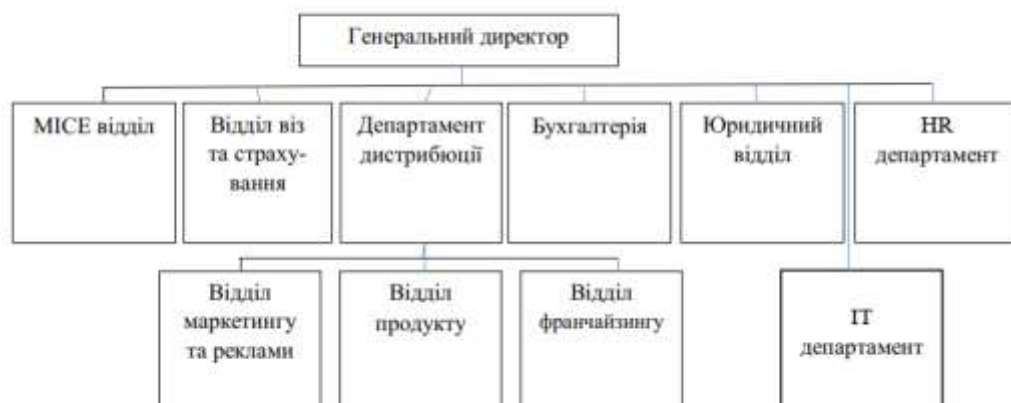 Генеральний директор
MICE відділ
Відділ віз
та страху-
вання
Департамент
дистрибюції
Бухгалтерія
Юридичний
відділ
HR
департамент
Відділ
маркетингу
та реклами
Відділ
продукту
Відділ
франчайзингу
ІТ
департамент